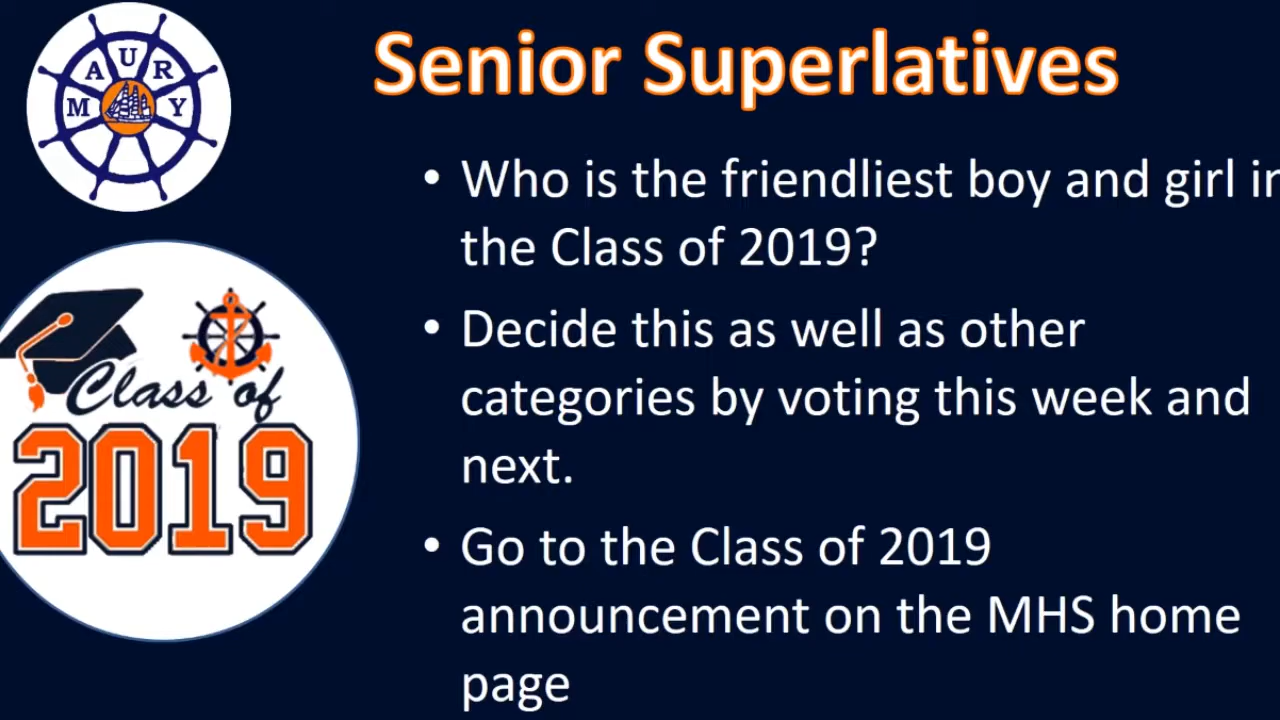 MAURY
Senior Superlatives
• Who is the friendliest boy and girl in
the Class of 2019?
• Decide this as well as other
categories by voting this week and
next.
• Go to the Class of 2019
announcement on the MHS home
page
Class of
2019